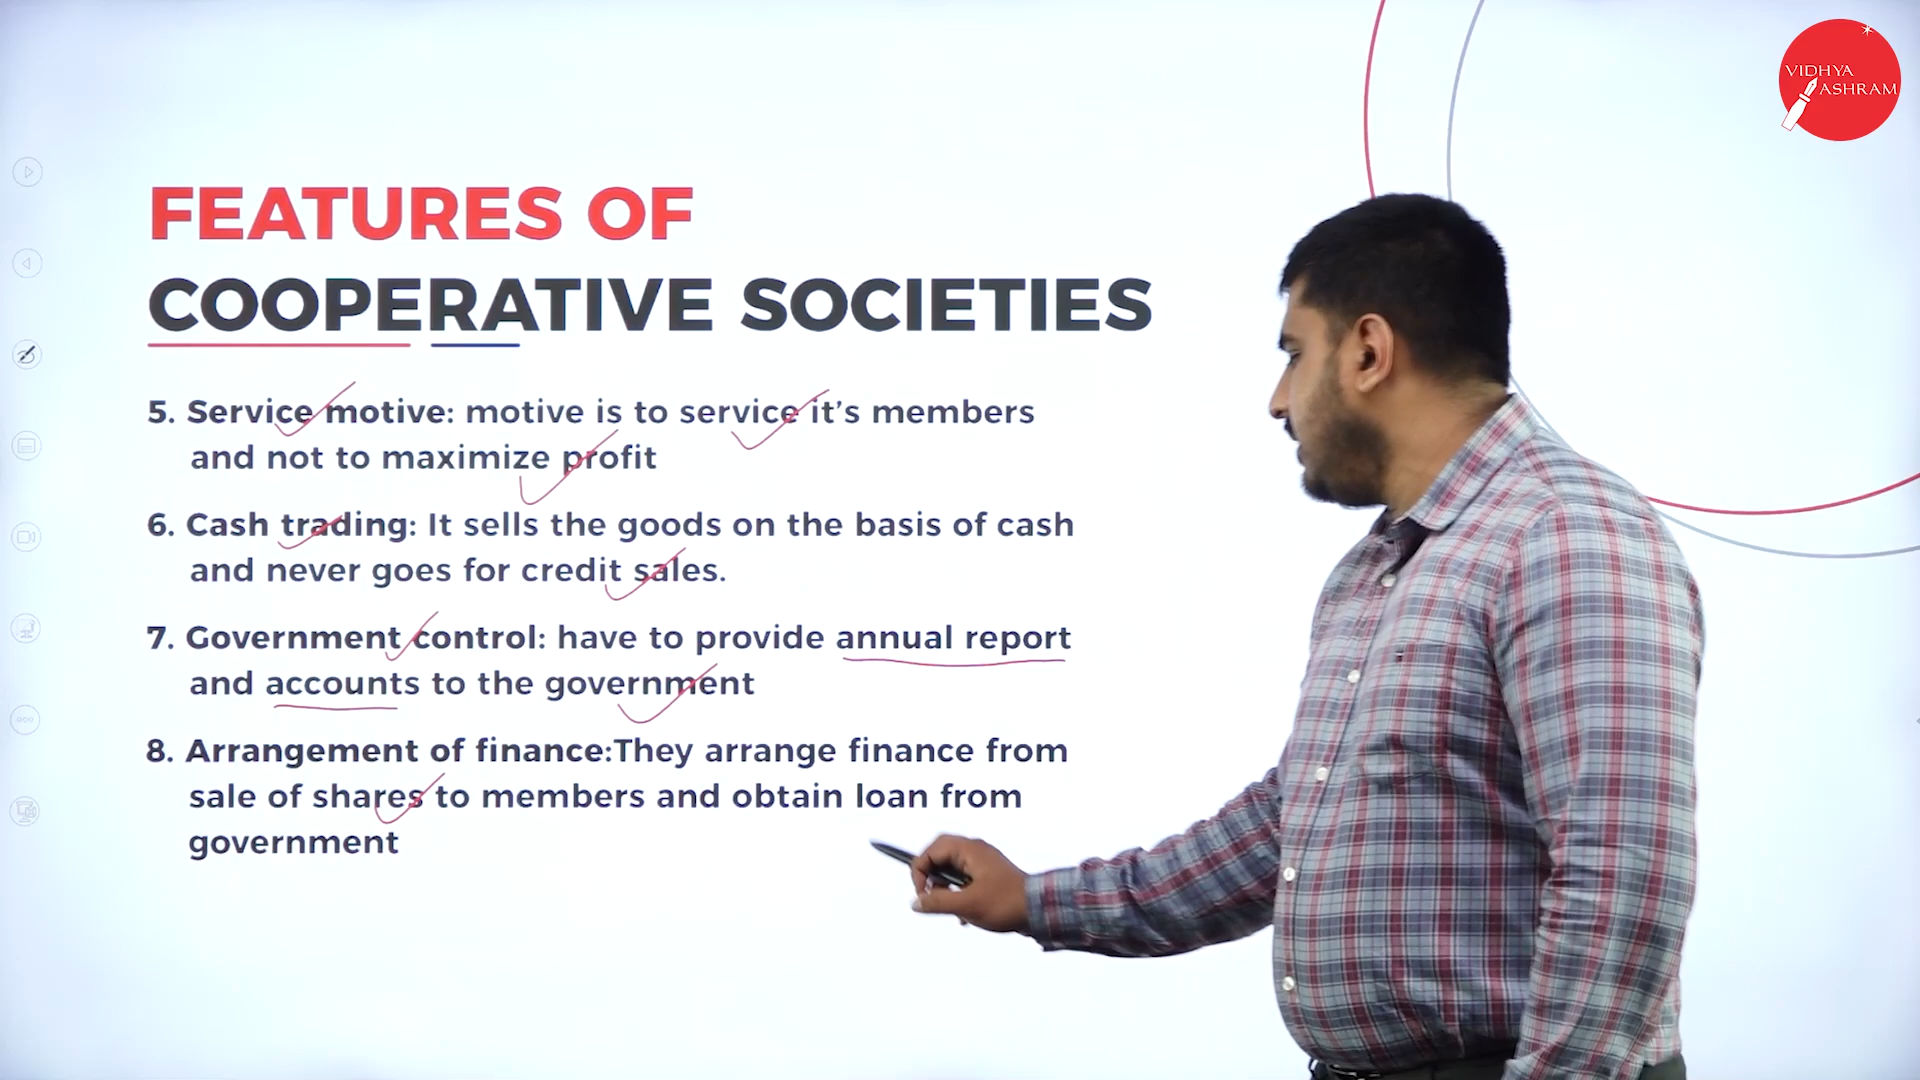 VIDHYA
ASHRAM
FEATURES OF
COOPERATIVE SOCIETIES
5. Service motive: motive is to service it's members
and not to maximize profit
6. Cash trading: It sells the goods on the basis of cash
and never goes for credit sales.
7. Government control: have to provide annual report
and accounts to the government
8. Arrangement of finance:They arrange finance from
sale of shares to members and obtain loan from
government